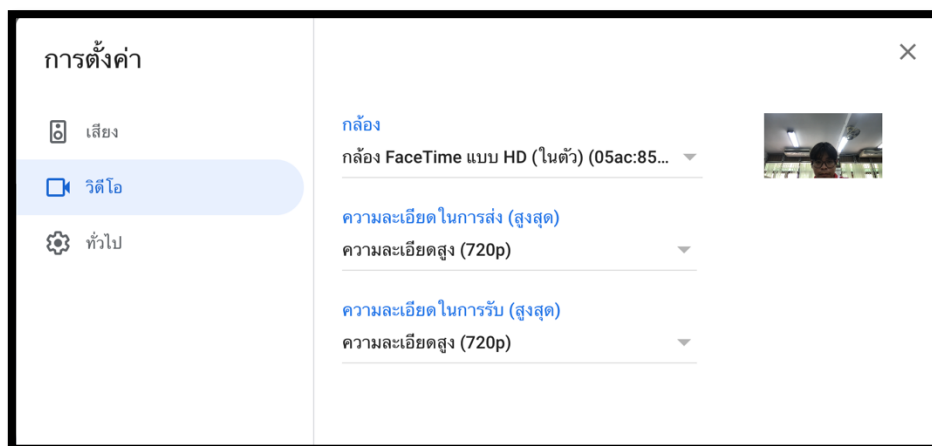 การตั้งค่า
เสียง
วิดีโอ
ทั่วไป
กล้อง
กล้อง FaceTime แบบ HD (ในตัว) (05ac:85...
ความละเอียดในการส่ง (สูงสุด)
ความละเอียดสูง (720p)
ความละเอียดในการรับ (สูงสุด)
ความละเอียดสูง (720p)